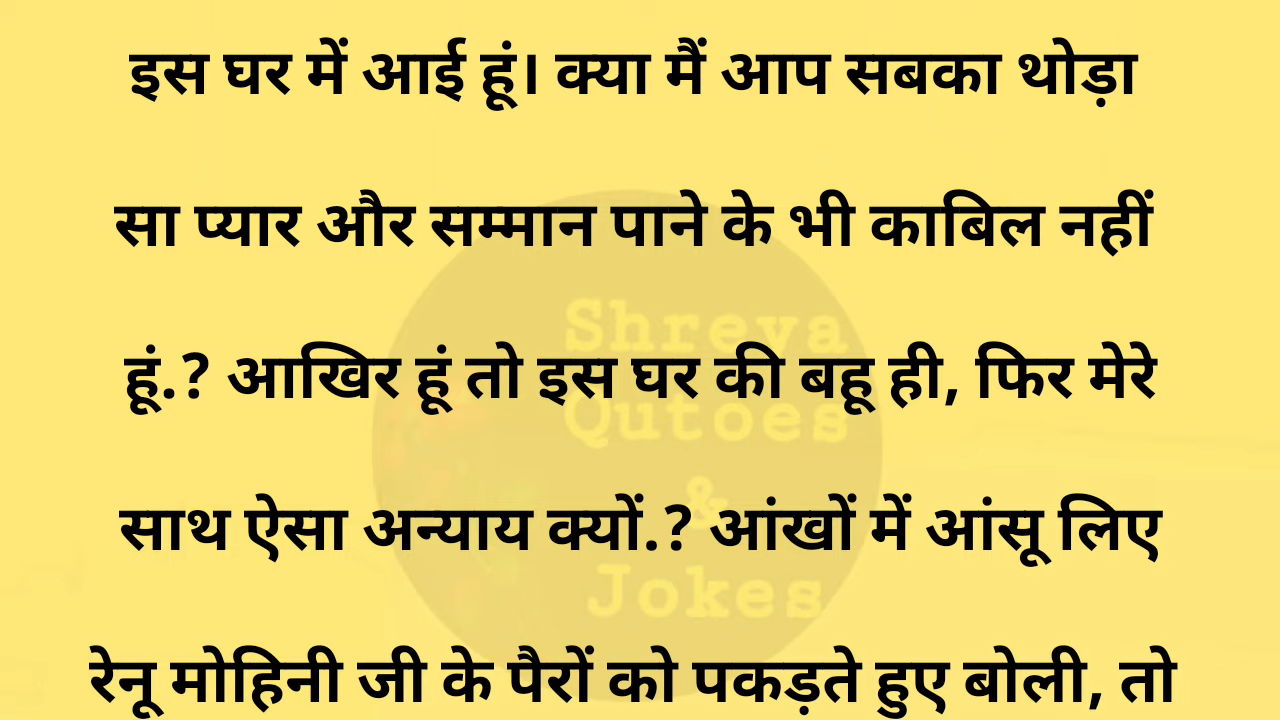 इस घर में आई हूं। क्या मैं आप सबका थोड़ा
सा प्यार और सम्मान पाने के भी काबिल नहीं
हूं.? आखिर हूं तो इस घर की बहू ही, फिर मेरे
साथ ऐसा अन्याय क्यों.? आंखों में आंसू लिए
रेनू मोहिनी जी के पैरों को पकड़ते हुए बोली, तो
Shreya
Qutoes
&
Jokes